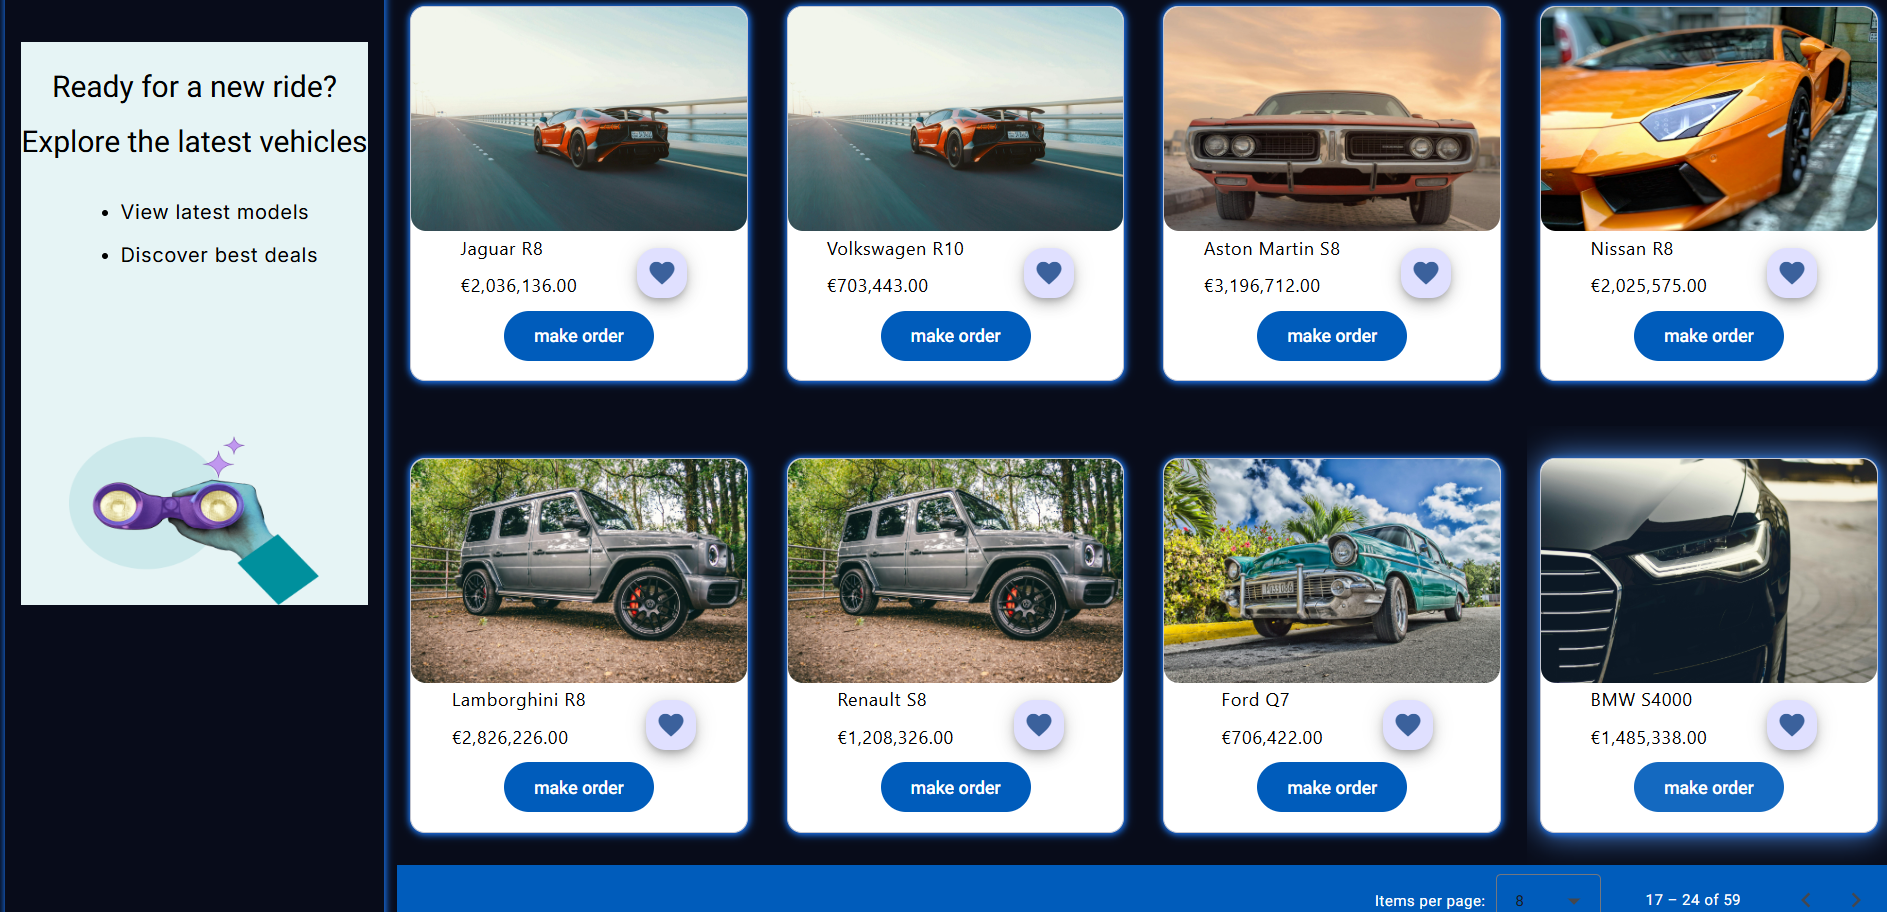 Ready for a new ride?
Explore the latest vehicles
• View latest models
• Discover best deals
Jaguar R8
€2,036,136.00
make order
Volkswagen R10
€703,443.00
make order
Aston Martin S8
€3,196,712.00
make order
Nissan R8
€2,025,575.00
make order
Lamborghini R8
€2,826,226.00
make order
Renault S8
€1,208,326.00
make order
Ford Q7
€706,422.00
make order
BMW S4000
€1,485,338.00
make order
Items per page: 8 17 – 24 of 59